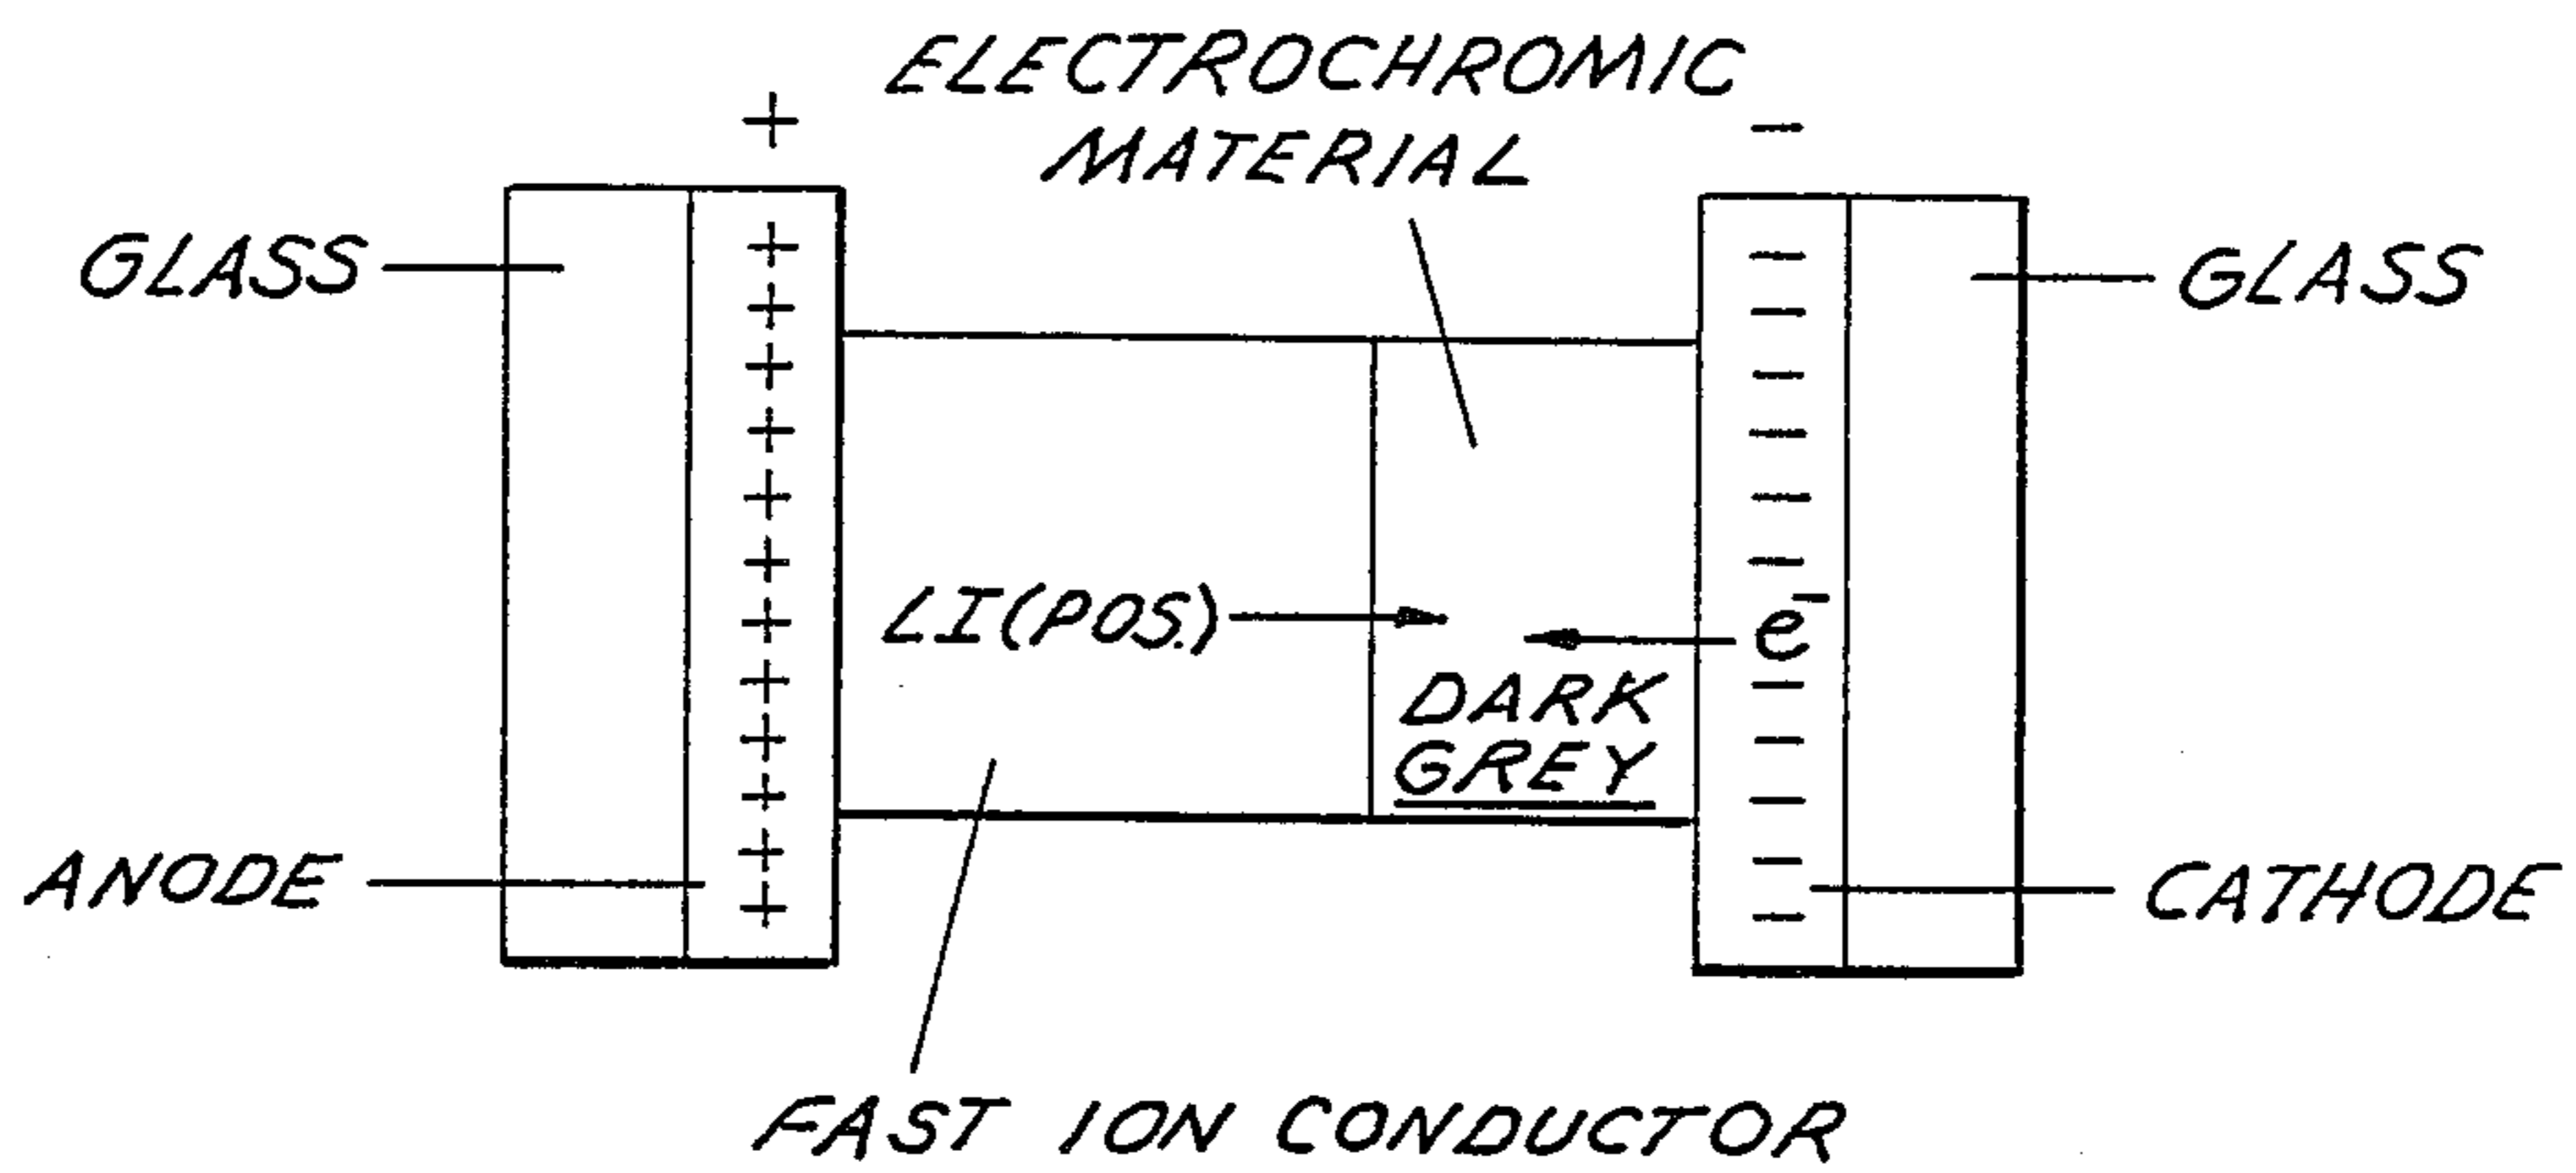 ELECTROCHROMIC
MATERIAL
+
−
GLASS
GLASS
+
+
+
+
+
+
+
+
+
+
+
+
−
−
−
−
−
−
e−
−
−
−
−
−
LI(POS.)
DARK
GREY
ANODE
CATHODE
FAST ION CONDUCTOR